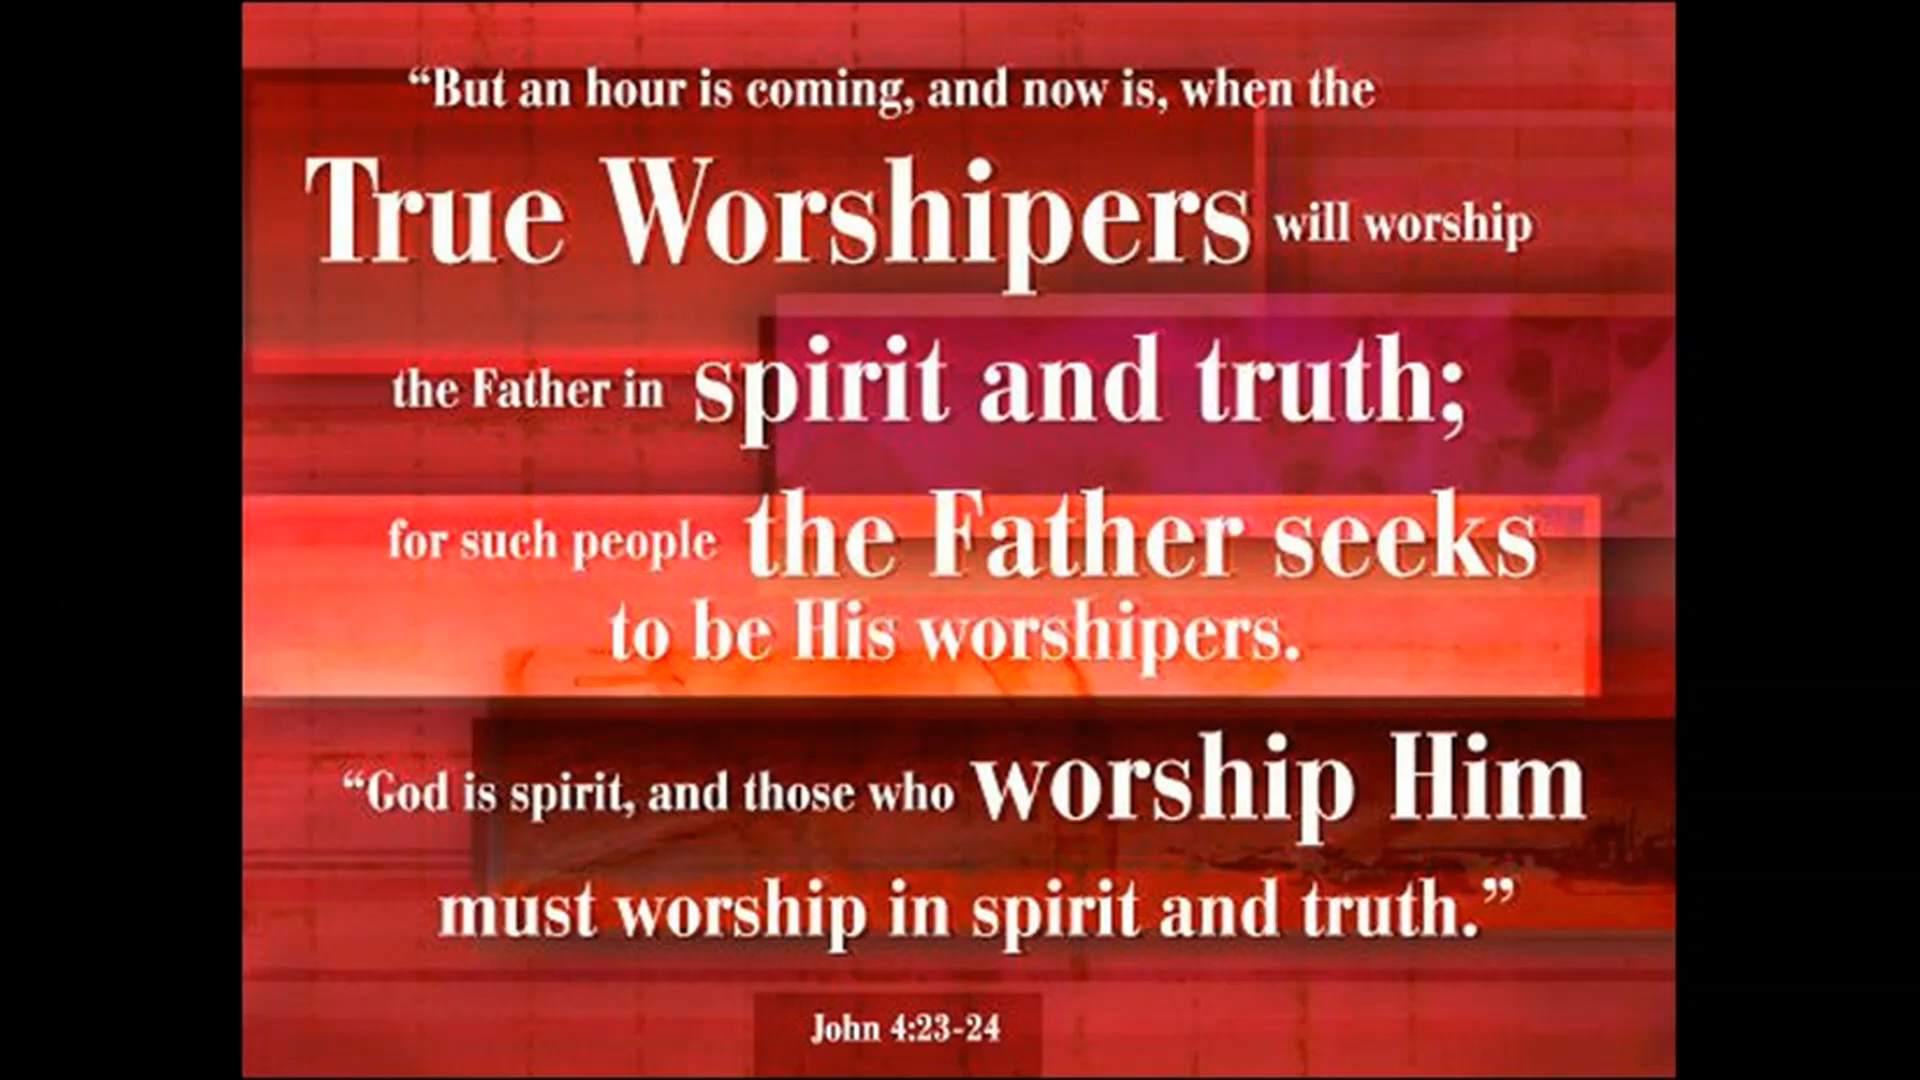 “But an hour is coming, and now is, when the
True Worshipers will worship
the Father in spirit and truth;
for such people the Father seeks
to be His worshipers.
“God is spirit, and those who worship Him
must worship in spirit and truth.”
John 4:23-24